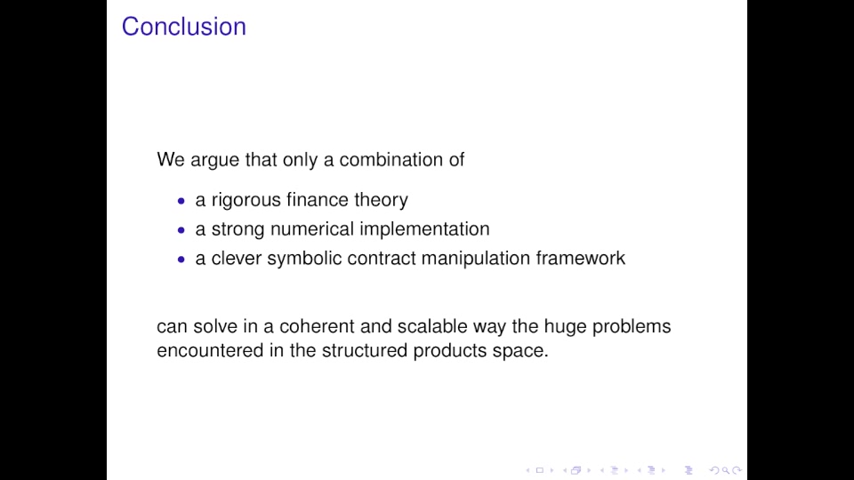 Conclusion
We argue that only a combination of
• a rigorous finance theory
• a strong numerical implementation
• a clever symbolic contract manipulation framework
can solve in a coherent and scalable way the huge problems
encountered in the structured products space.